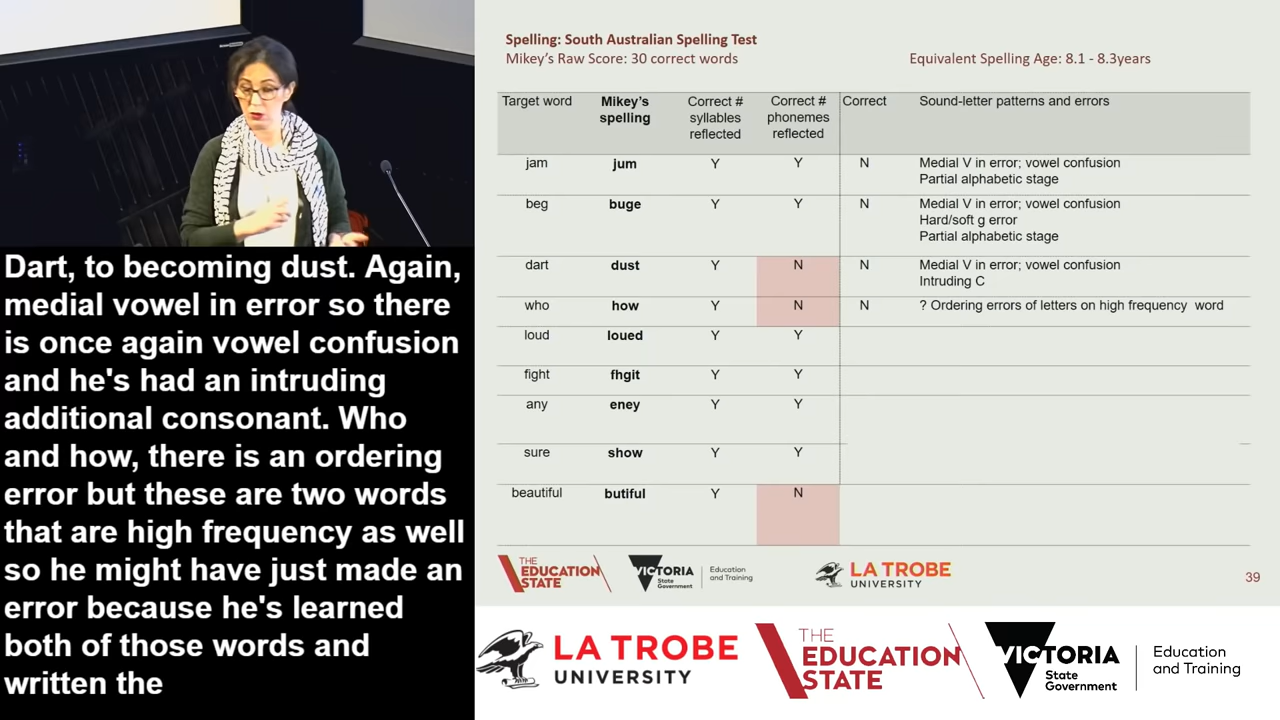 Dart, to becoming dust. Again,
medial vowel in error so there
is once again vowel confusion
and he's had an intruding
additional consonant. Who
and how, there is an ordering
error but these are two words
that are high frequency as well
so he might have just made an
error because he's learned
both of those words and
written the
Spelling: South Australian Spelling Test
Mikey's Raw Score: 30 correct words
Equivalent Spelling Age: 8.1 - 8.3years
Target word Mikey's spelling Correct # syllables reflected Correct # phonemes reflected Correct Sound-letter patterns and errors
jam jum Y Y N Medial V in error; vowel confusion
Partial alphabetic stage
beg buge Y Y N Medial V in error; vowel confusion
Hard/soft g error
Partial alphabetic stage
dart dust Y N N Medial V in error; vowel confusion
Intruding C
who how Y N N ? Ordering errors of letters on high frequency word
loud loued Y Y
fight fhgit Y Y
any eney Y Y
sure show Y Y
beautiful butiful Y N
THE
EDUCATION
STATE
VICTORIA
State
Government
Education
and Training
LA TROBE
UNIVERSITY
39
LA TROBE
UNIVERSITY
THE
EDUCATION
STATE
VICTORIA
State
Government
Education
and Training